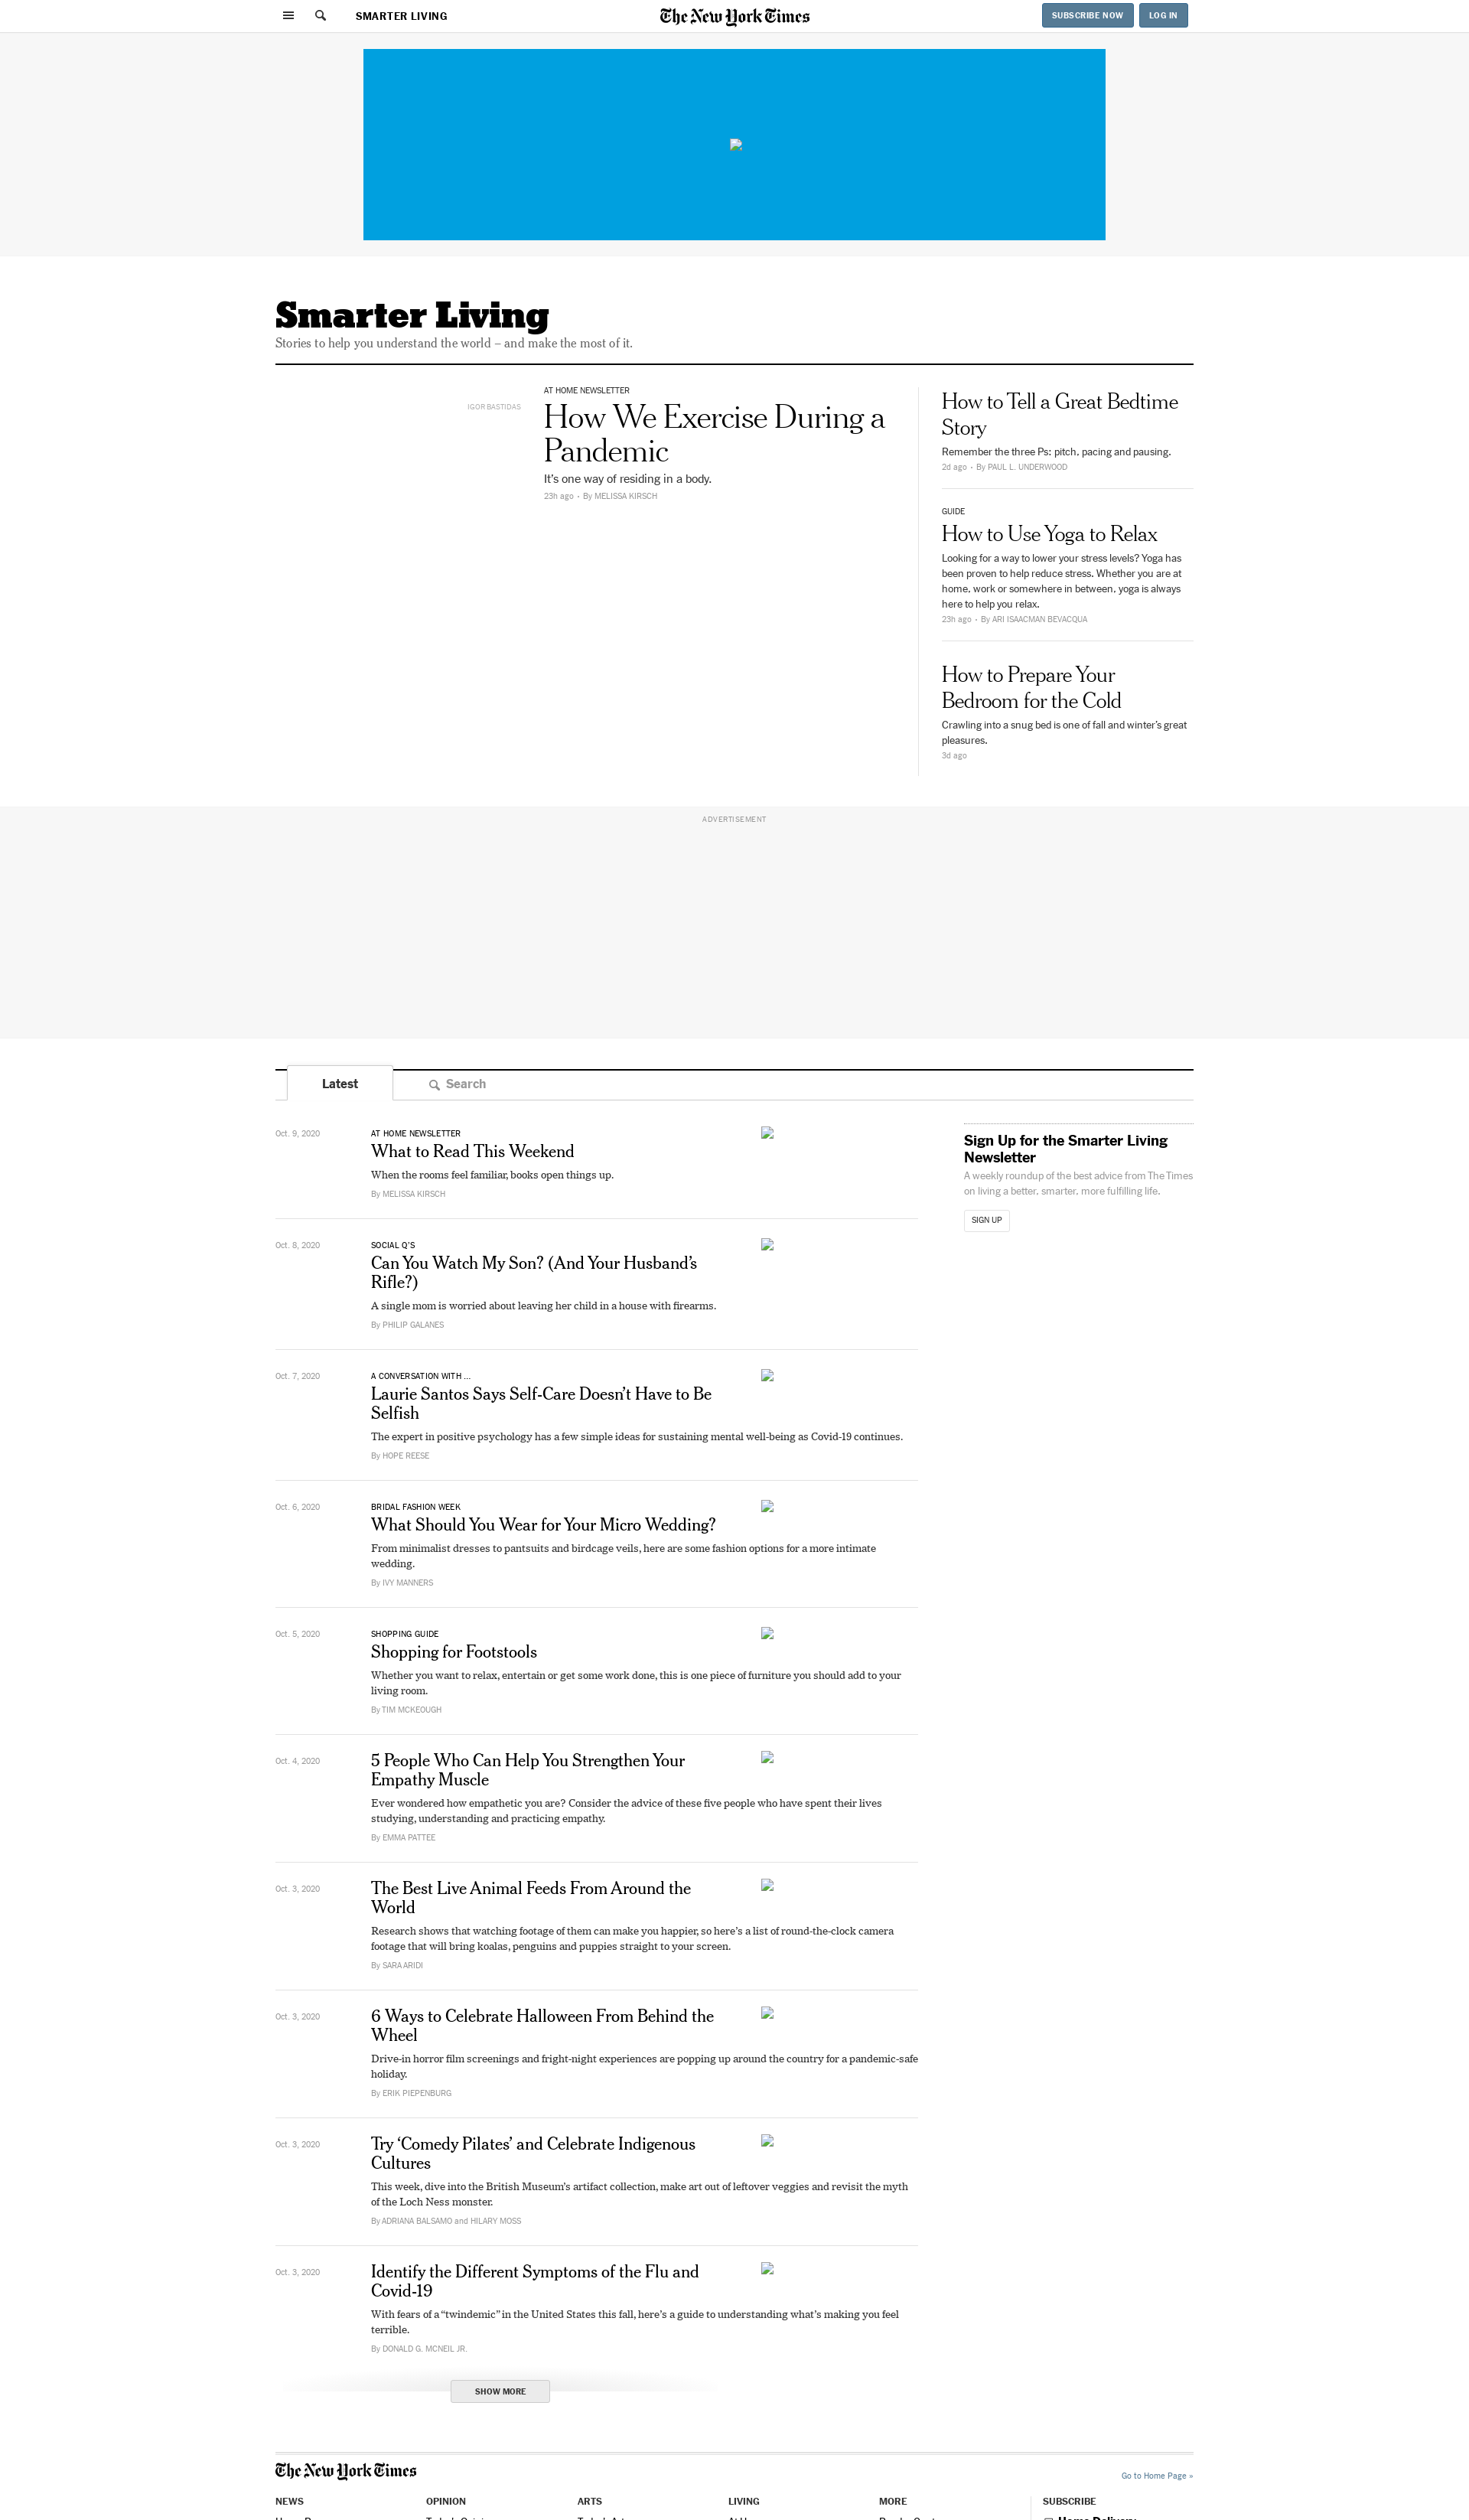 SMARTER LIVING
The New York Times
SUBSCRIBE NOW
LOG IN
Smarter Living
Stories to help you understand the world – and make the most of it.
IGOR BASTIDAS
AT HOME NEWSLETTER
How We Exercise During a
Pandemic
It’s one way of residing in a body.
23h ago • By MELISSA KIRSCH
How to Tell a Great Bedtime
Story
Remember the three Ps: pitch, pacing and pausing.
2d ago • By PAUL L. UNDERWOOD
GUIDE
How to Use Yoga to Relax
Looking for a way to lower your stress levels? Yoga has
been proven to help reduce stress. Whether you are at
home, work or somewhere in between, yoga is always
here to help you relax.
23h ago • By ARI ISAACMAN BEVACQUA
How to Prepare Your
Bedroom for the Cold
Crawling into a snug bed is one of fall and winter’s great
pleasures.
3d ago
ADVERTISEMENT
Latest
Search
Oct. 9, 2020
AT HOME NEWSLETTER
What to Read This Weekend
When the rooms feel familiar, books open things up.
By MELISSA KIRSCH
Sign Up for the Smarter Living
Newsletter
A weekly roundup of the best advice from The Times
on living a better, smarter, more fulfilling life.
SIGN UP
Oct. 8, 2020
SOCIAL Q’S
Can You Watch My Son? (And Your Husband’s
Rifle?)
A single mom is worried about leaving her child in a house with firearms.
By PHILIP GALANES
Oct. 7, 2020
A CONVERSATION WITH ...
Laurie Santos Says Self-Care Doesn’t Have to Be
Selfish
The expert in positive psychology has a few simple ideas for sustaining mental well-being as Covid-19 continues.
By HOPE REESE
Oct. 6, 2020
BRIDAL FASHION WEEK
What Should You Wear for Your Micro Wedding?
From minimalist dresses to pantsuits and birdcage veils, here are some fashion options for a more intimate
wedding.
By IVY MANNERS
Oct. 5, 2020
SHOPPING GUIDE
Shopping for Footstools
Whether you want to relax, entertain or get some work done, this is one piece of furniture you should add to your
living room.
By TIM MCKEOUGH
Oct. 4, 2020
5 People Who Can Help You Strengthen Your
Empathy Muscle
Ever wondered how empathetic you are? Consider the advice of these five people who have spent their lives
studying, understanding and practicing empathy.
By EMMA PATTEE
Oct. 3, 2020
The Best Live Animal Feeds From Around the
World
Research shows that watching footage of them can make you happier, so here’s a list of round-the-clock camera
footage that will bring koalas, penguins and puppies straight to your screen.
By SARA ARIDI
Oct. 3, 2020
6 Ways to Celebrate Halloween From Behind the
Wheel
Drive-in horror film screenings and fright-night experiences are popping up around the country for a pandemic-safe
holiday.
By ERIK PIEPENBURG
Oct. 3, 2020
Try ‘Comedy Pilates’ and Celebrate Indigenous
Cultures
This week, dive into the British Museum’s artifact collection, make art out of leftover veggies and revisit the myth
of the Loch Ness monster.
By ADRIANA BALSAMO and HILARY MOSS
Oct. 3, 2020
Identify the Different Symptoms of the Flu and
Covid-19
With fears of a “twindemic” in the United States this fall, here’s a guide to understanding what’s making you feel
terrible.
By DONALD G. MCNEIL JR.
SHOW MORE
The New York Times
Go to Home Page »
NEWS
OPINION
ARTS
LIVING
MORE
SUBSCRIBE